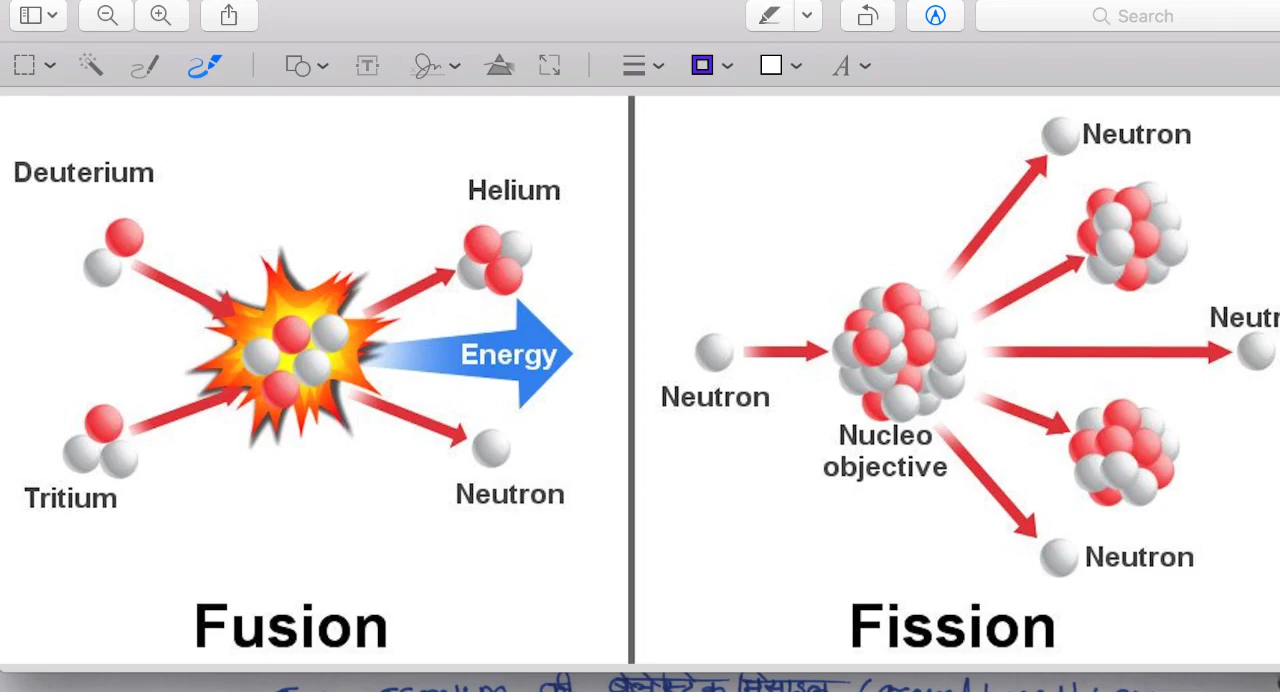 Search
Deuterium
Helium
Energy
Tritium
Neutron
Fusion
Neutron
Neutr
Neutron
Nucleo
objective
Neutron
Fission